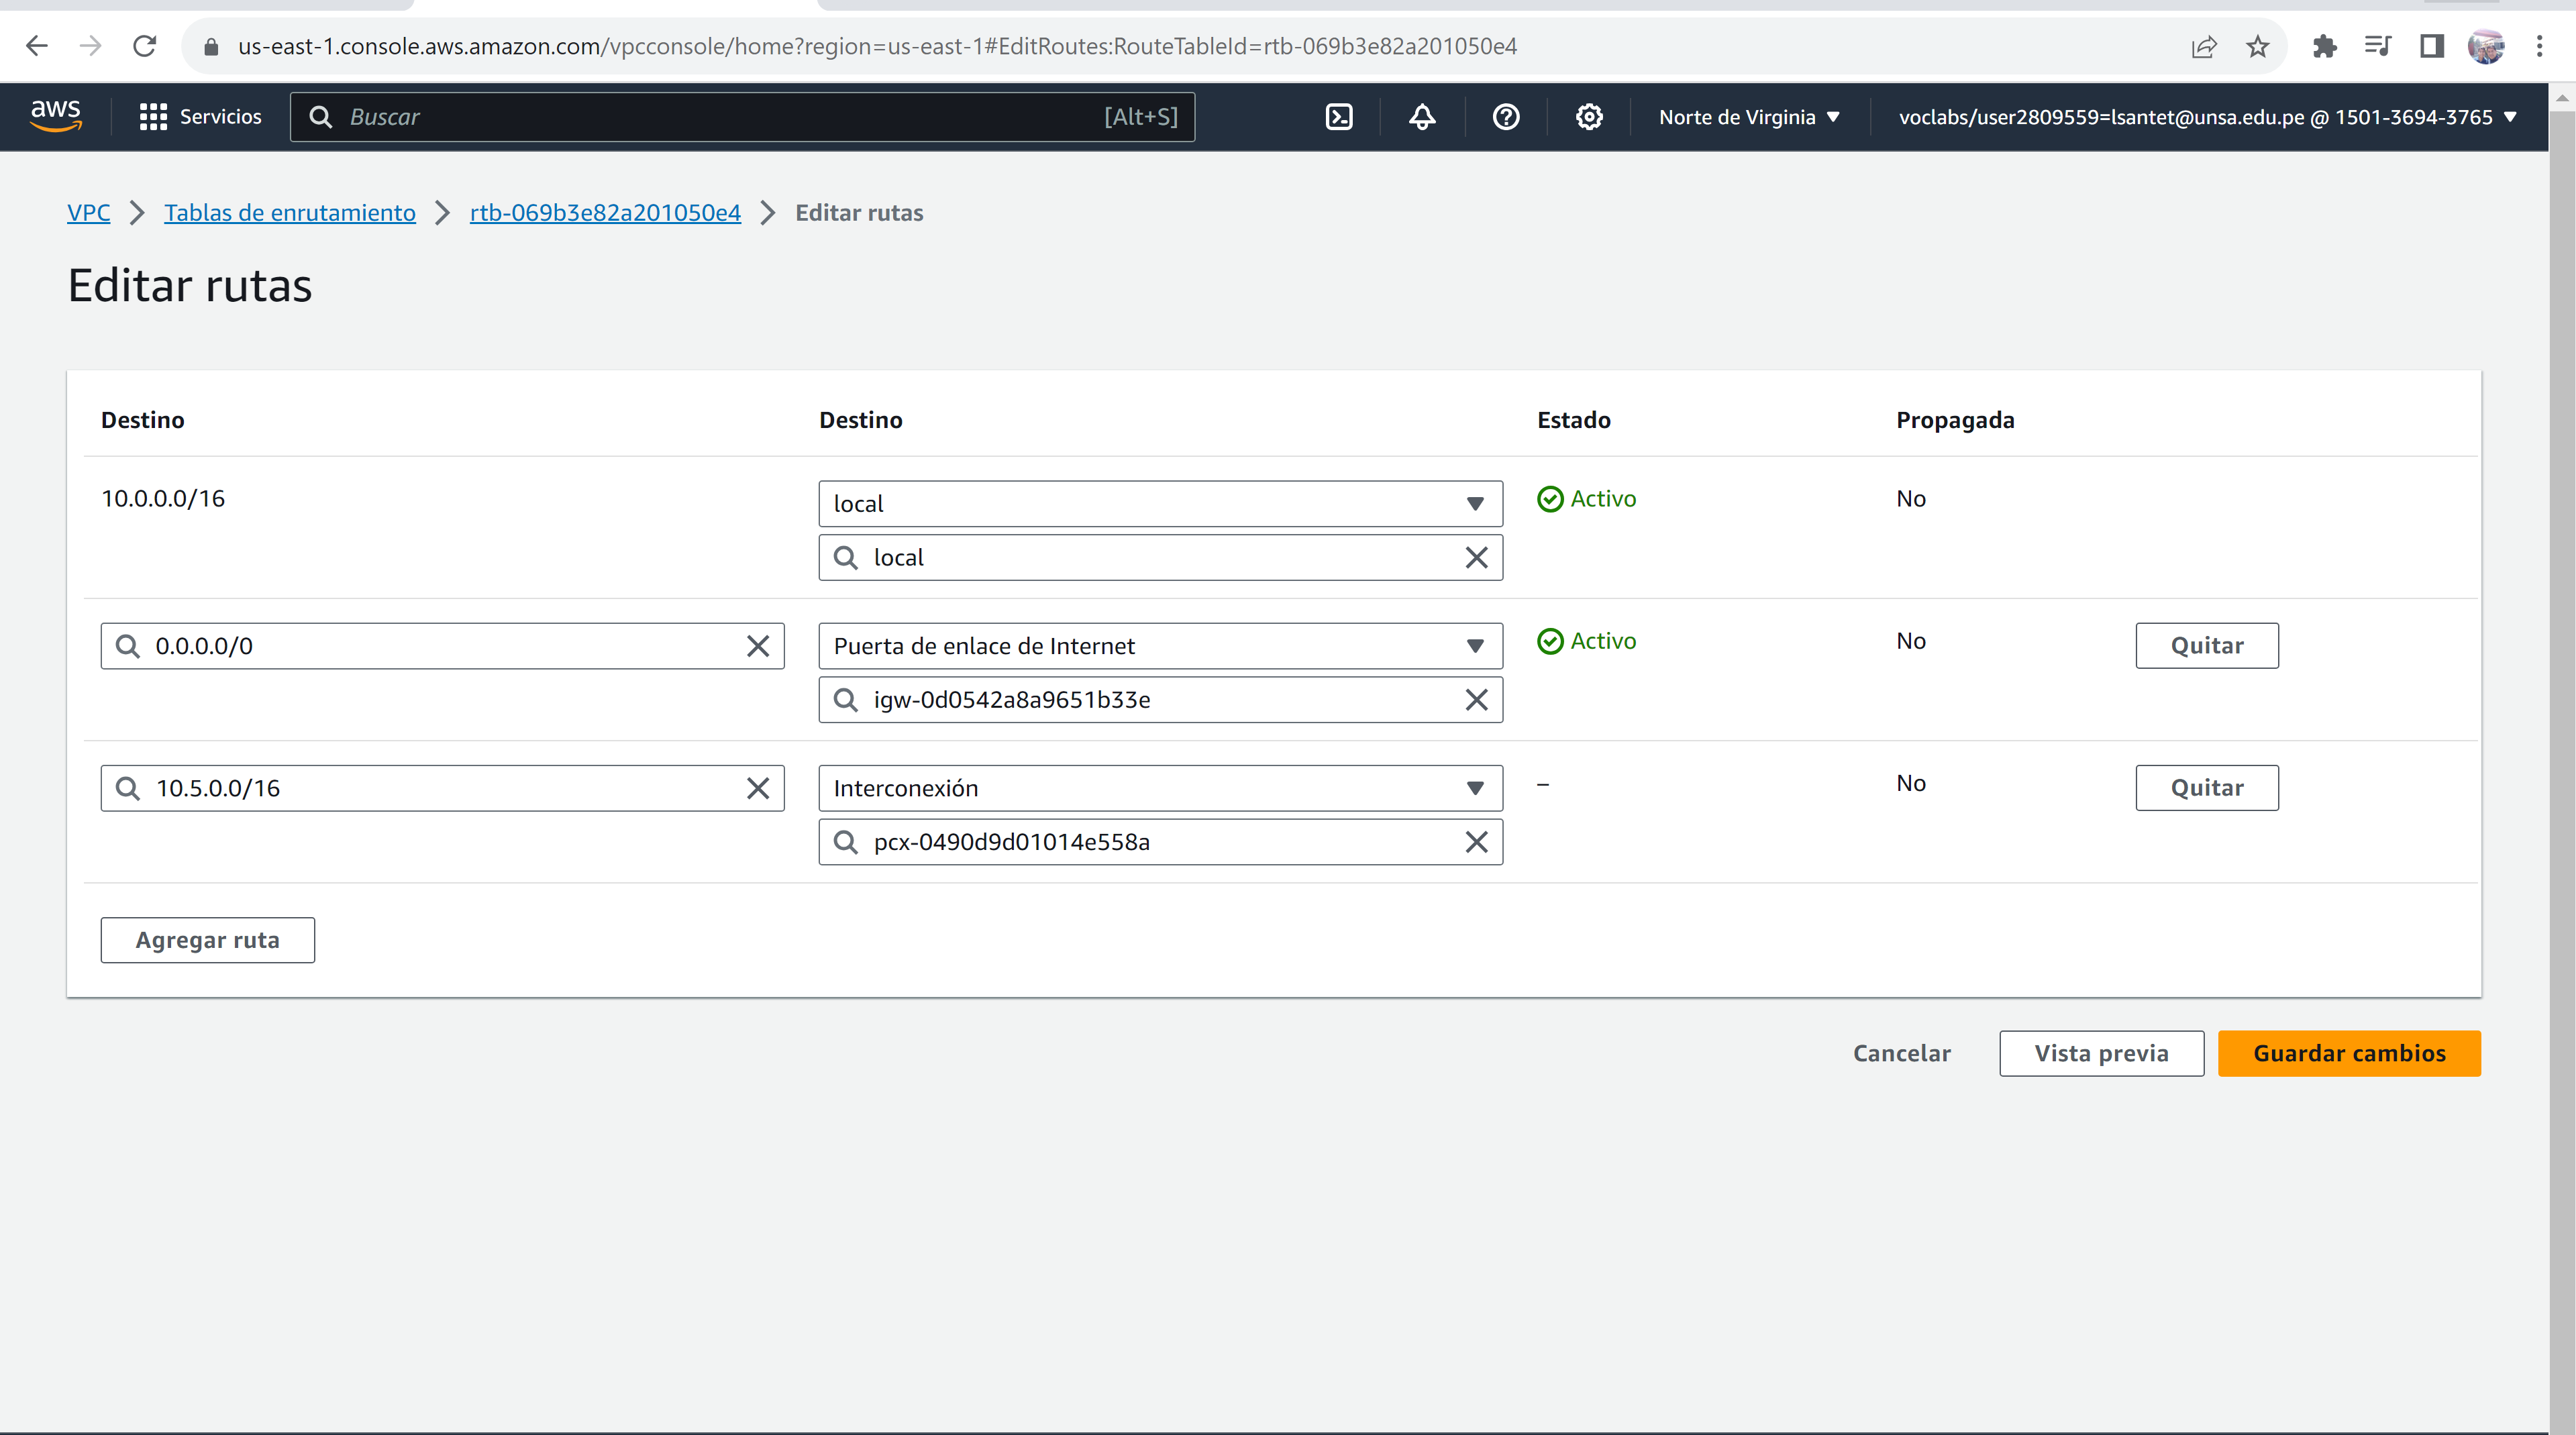 us-east-1.console.aws.amazon.com/vpcconsole/home?region=us-east-1#EditRoutes:RouteTableId=rtb-069b3e82a201050e4
aws Servicios Buscar [Alt+S] Norte de Virginia voclabs/user2809559=lsantet@unsa.edu.pe @ 1501-3694-3765
VPC Tablas de enrutamiento rtb-069b3e82a201050e4 Editar rutas
Editar rutas
Destino Destino Estado Propagada
10.0.0.0/16 local Activo No
local
0.0.0.0/0 Puerta de enlace de Internet Activo No Quitar
igw-0d0542a8a9651b33e
10.5.0.0/16 Interconexión – No Quitar
pcx-0490d9d01014e558a
Agregar ruta
Cancelar Vista previa Guardar cambios